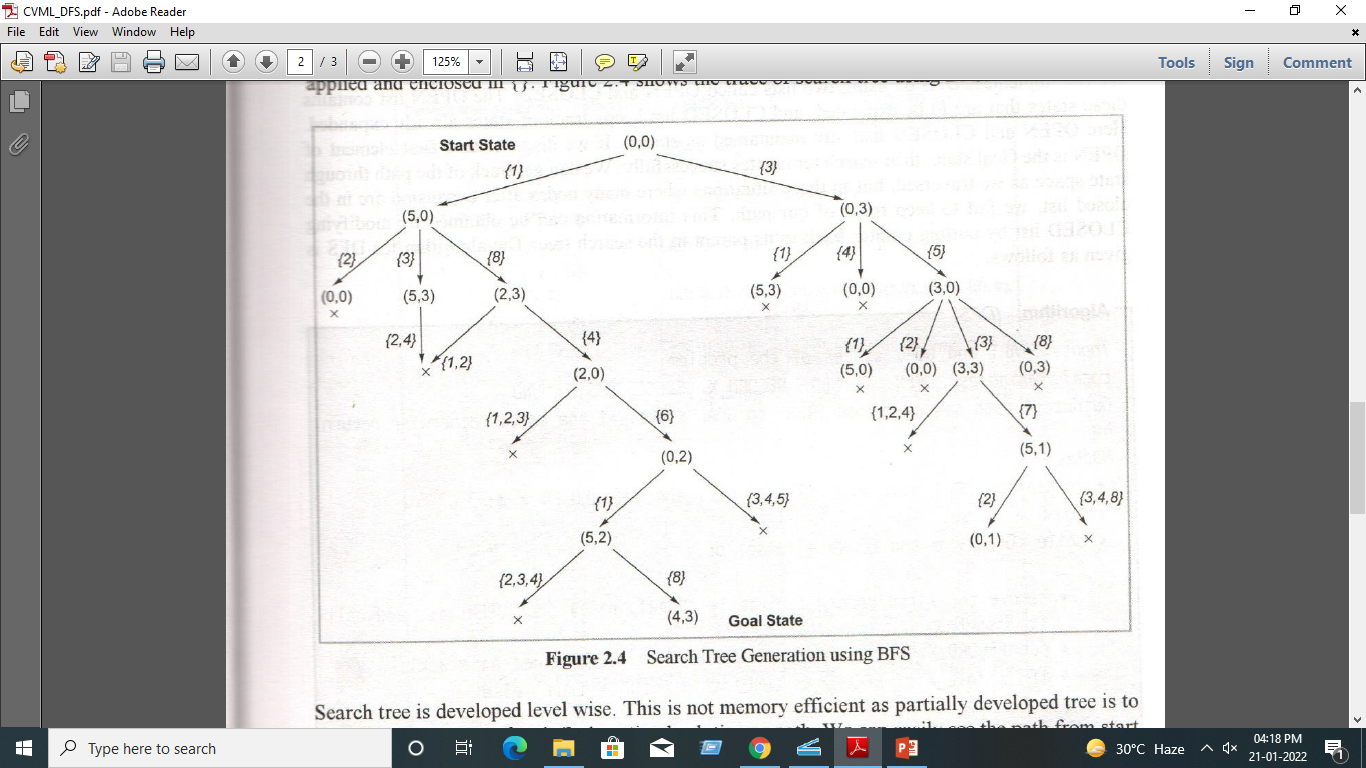 CVML_DFS.pdf - Adobe Reader
File Edit View Window Help
2 / 3 125% Tools Sign Comment
applied and enclosed in {}. Figure 2.4 shows the trace of search tree using
Start State (0,0)
{1} {3}
(5,0) (0,3)
{2} {3} {8} {1} {4} {5}
(0,0) (5,3) (2,3) (5,3) (0,0) (3,0)
× × ×
{2,4} {1,2} {4} {1} {2} {3} {8}
× (2,0) (5,0) (0,0) (3,3) (0,3)
× × ×
{1,2,3} {6} {1,2,4} {7}
× (0,2) × (5,1)
{1} {3,4,5} {2} {3,4,8}
(5,2) × (0,1) ×
{2,3,4} {8}
× (4,3) Goal State
Figure 2.4 Search Tree Generation using BFS
Search tree is developed level wise. This is not memory efficient as partially developed tree is to
Type here to search
30°C Haze
04:18 PM
21-01-2022
1